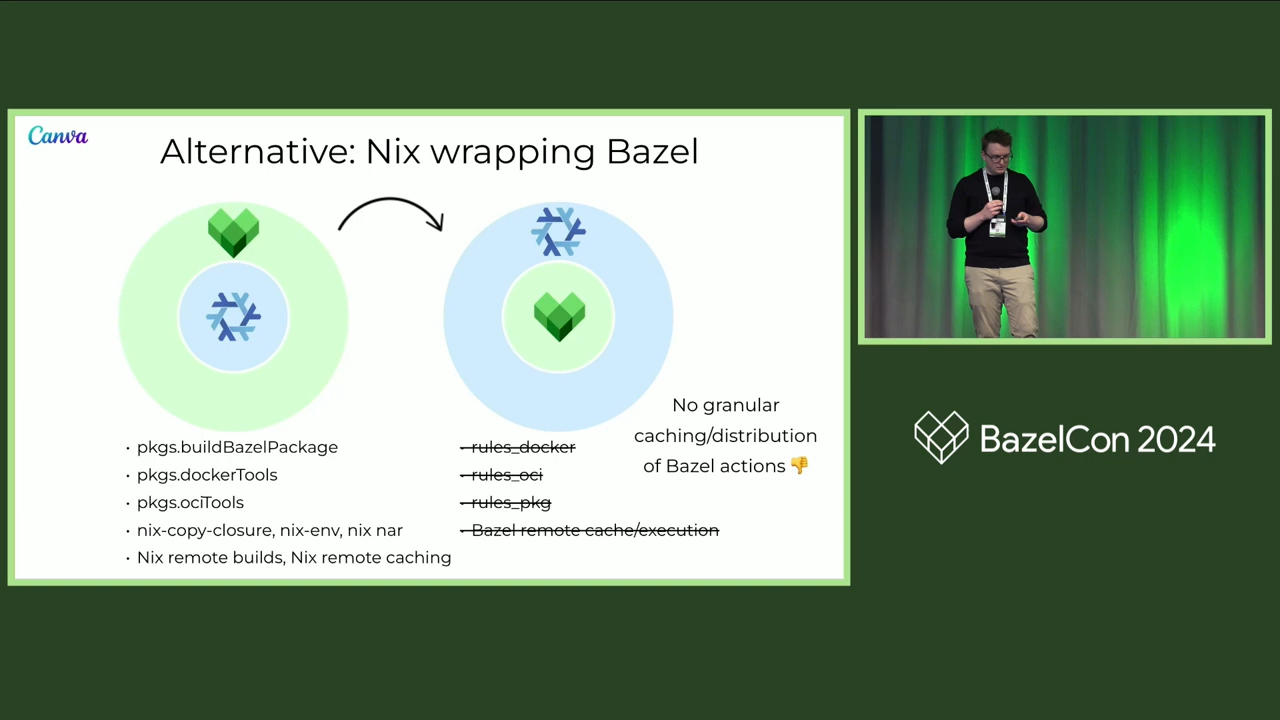 Canva
Alternative: Nix wrapping Bazel
• pkgs.buildBazelPackage
• pkgs.dockerTools
• pkgs.ociTools
• nix-copy-closure, nix-env, nix nar
• Nix remote builds, Nix remote caching
• rules_docker
• rules_oci
• rules_pkg
• Bazel remote cache/execution
No granular
caching/distribution
of Bazel actions 👎
BazelCon 2024